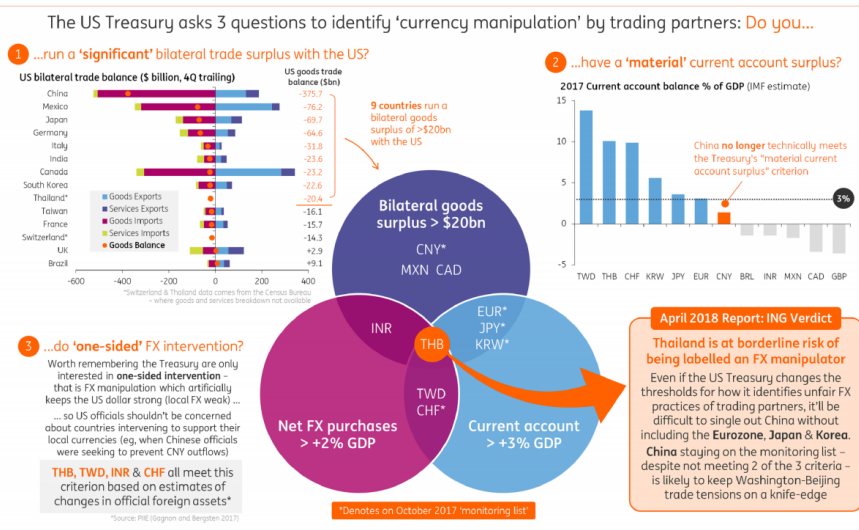 The US Treasury asks 3 questions to identify ‘currency manipulation’ by trading partners: Do you...
1 ...run a ‘significant’ bilateral trade surplus with the US?
US bilateral trade balance ($ billion, 4Q trailing)
US goods trade
balance ($bn)
China -375.7
Mexico -76.2
Japan -69.7
Germany -64.6
Italy -31.8
India -23.6
Canada -23.2
South Korea -22.6
Thailand* -20.4
Taiwan -16.1
France -15.7
Switzerland* -14.3
UK +2.9
Brazil +9.1
Goods Exports
Services Exports
Goods Imports
Services Imports
Goods Balance
-600 -400 -200 0 200 400
*Switzerland & Thailand data comes from the Census Bureau
– where goods and services breakdown not available
9 countries run a
bilateral goods
surplus of >$20bn
with the US
2 ...have a ‘material’ current account surplus?
2017 Current account balance % of GDP (IMF estimate)
15
10
5
0
-5
China no longer technically meets
the Treasury's "material current
account surplus" criterion
3%
TWD THB CHF KRW JPY EUR CNY BRL INR MXN CAD GBP
Bilateral goods
surplus > $20bn
CNY*
MXN CAD
INR
EUR*
JPY*
KRW*
THB
TWD
CHF*
Net FX purchases
> +2% GDP
Current account
> +3% GDP
*Denotes on October 2017 ‘monitoring list’
3 ...do ‘one-sided’ FX intervention?
Worth remembering the Treasury are only
interested in one-sided intervention –
that is FX manipulation which artificially
keeps the US dollar strong (local FX weak) ...
... so US officials shouldn't be concerned
about countries intervening to support their
local currencies (eg, when Chinese officials
were seeking to prevent CNY outflows)
THB, TWD, INR & CHF all meet this
criterion based on estimates of
changes in official foreign assets*
*Source: PIIE (Gagnon and Bergsten 2017)
April 2018 Report: ING Verdict
Thailand is at borderline risk of
being labelled an FX manipulator
Even if the US Treasury changes the
thresholds for how it identifies unfair FX
practices of trading partners, it'll be
difficult to single out China without
including the Eurozone, Japan & Korea.
China staying on the monitoring list –
despite not meeting 2 of the 3 criteria –
is likely to keep Washington-Beijing
trade tensions on a knife-edge